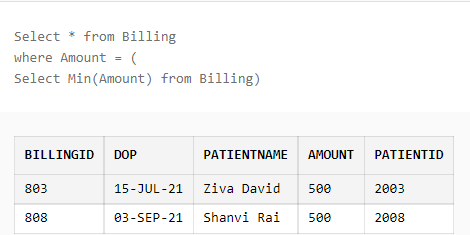 Select * from Billing
where Amount = (
Select Min(Amount) from Billing)
BILLINGID DOP PATIENTNAME AMOUNT PATIENTID
803 15-JUL-21 Ziva David 500 2003
808 03-SEP-21 Shanvi Rai 500 2008